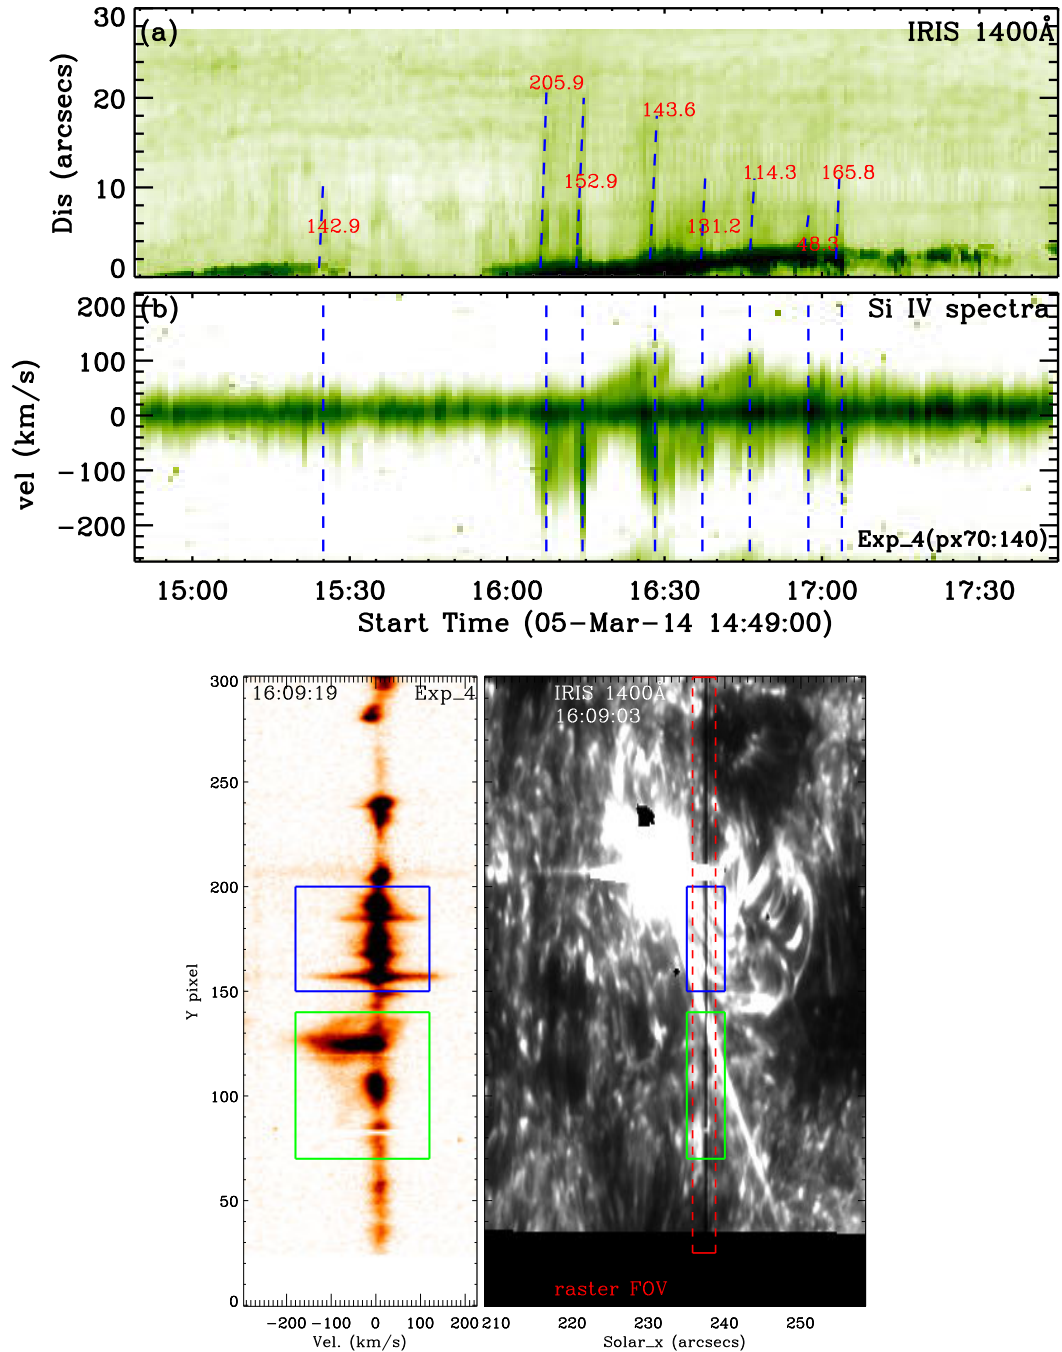 (a) IRIS 1400Å
30
20
10
0
Dis (arcsecs)
205.9
143.6
152.9
114.3
165.8
142.9
131.2
48.3
(b) Si IV spectra
200
100
0
−100
−200
vel (km/s)
Exp_4(px70:140)
15:00 15:30 16:00 16:30 17:00 17:30
Start Time (05-Mar-14 14:49:00)
16:09:19 Exp_4
IRIS 1400Å
16:09:03
300
250
200
150
100
50
0
Y pixel
raster FOV
−200 −100 0 100 200
Vel. (km/s)
210 220 230 240 250
Solar_x (arcsecs)